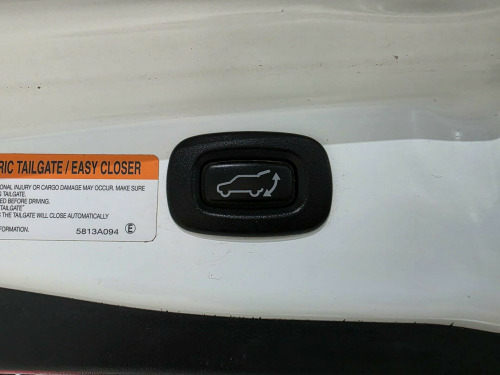 RIC TAILGATE / EASY CLOSER
ONAL INJURY OR CARGO DAMAGE MAY OCCUR. MAKE SURE
TAILGATE.
ED BEFORE DRIVING.
TAILGATE"
THE TAILGATE WILL CLOSE AUTOMATICALLY
FORMATION.
5813A094 E